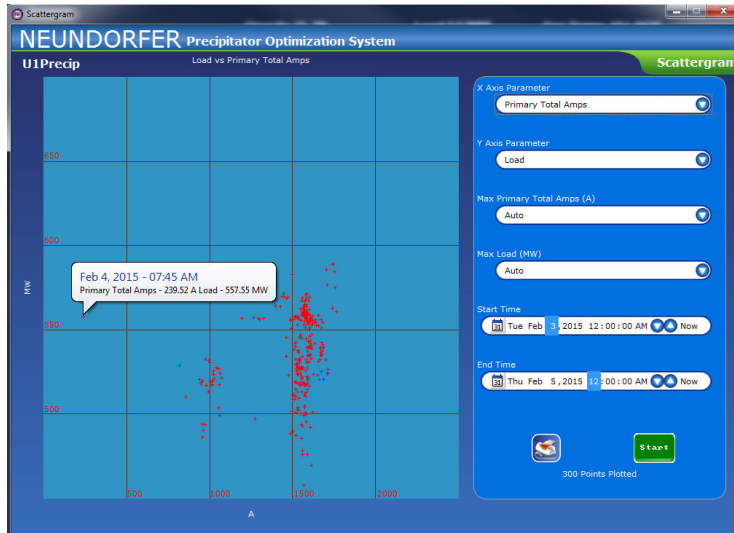 Scattergram
NEUNDORFER Precipitator Optimization System
U1Precip
Load vs Primary Total Amps
Scattergram
650
600
550
500
MW
500
1000
1500
2000
A
Feb 4, 2015 - 07:45 AM
Primary Total Amps - 239.52 A Load - 557.55 MW
X Axis Parameter
Primary Total Amps
Y Axis Parameter
Load
Max Primary Total Amps (A)
Auto
Max Load (MW)
Auto
Start Time
31 Tue Feb 3, 2015 12:00:00 AM Now
End Time
31 Thu Feb 5, 2015 12:00:00 AM Now
Start
300 Points Plotted